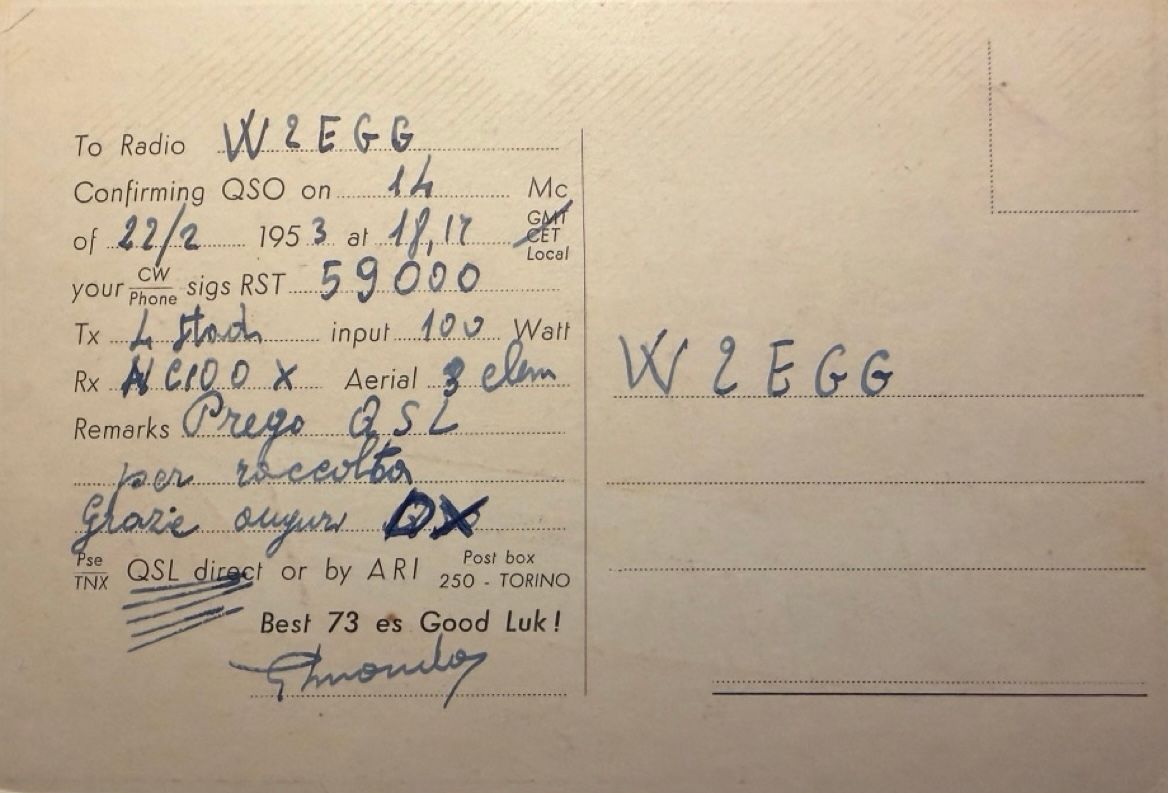 To Radio W2EGG
Confirming QSO on 14 Mc
of 22/2 1953 at 18,17 GMT CET Local
your CW Phone sigs RST 59000
Tx 4 stadi input 100 Watt
Rx NC100 X Aerial 3 elem
Remarks Prego QSL
per raccolta
Grazie auguri DX
Pse TNX QSL direct or by ARI Post box 250 - TORINO
Best 73 es Good Luk!
W2EGG